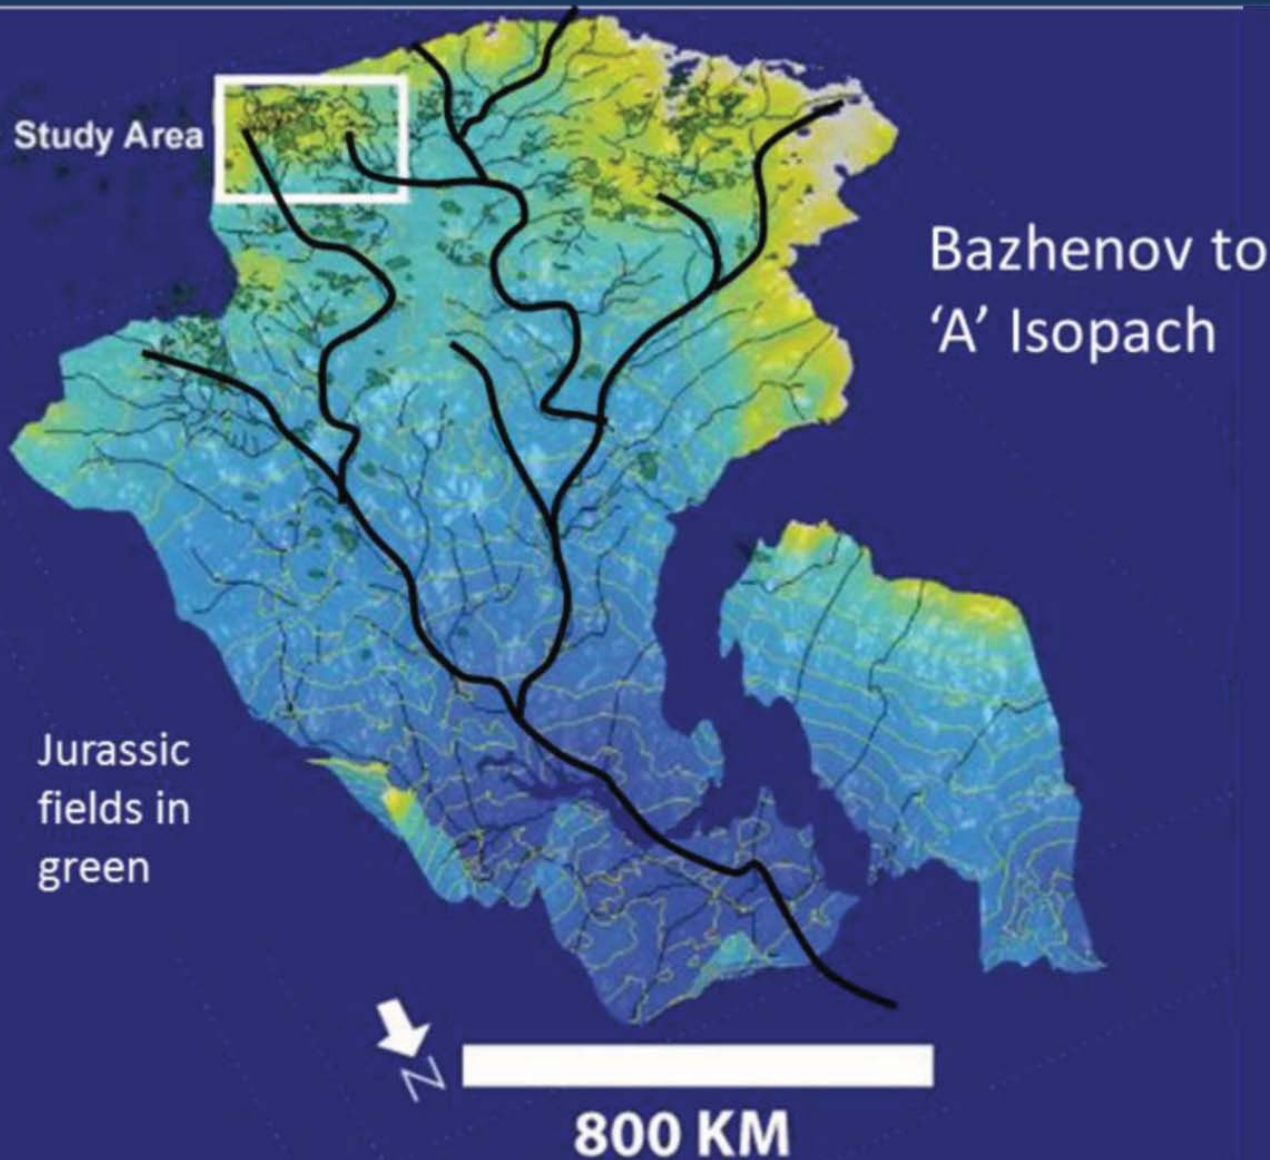 Study Area
Bazhenov to
‘A’ Isopach
Jurassic
fields in
green
N
800 KM